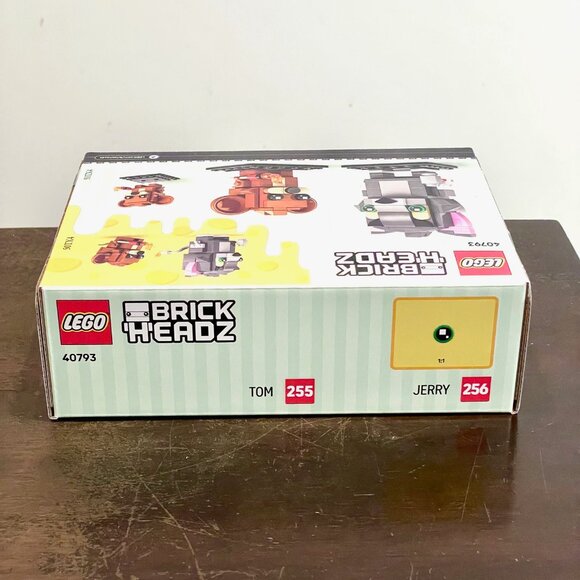 40793
LEGO
BRICK
HEADZ
LEGO
BRICK
HEADZ
40793
1:1
TOM 255
JERRY 256